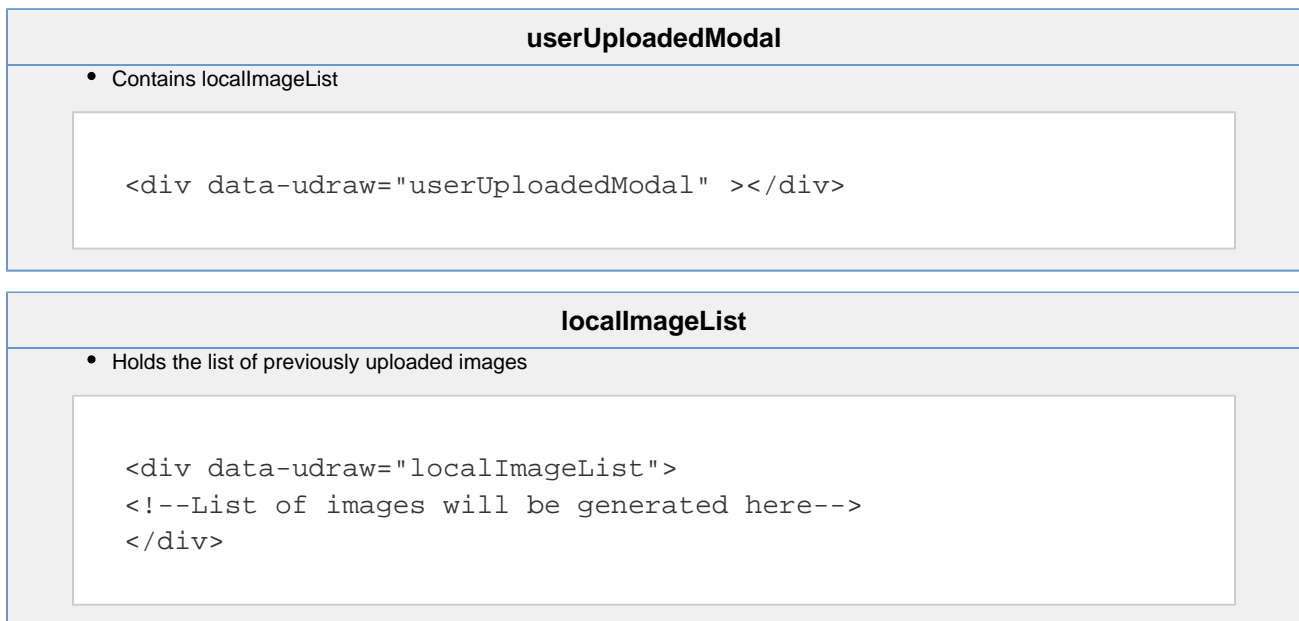 userUploadedModal
• Contains localImageList
<div data-udraw="userUploadedModal" ></div>
localImageList
• Holds the list of previously uploaded images
<div data-udraw="localImageList">
<!--List of images will be generated here-->
</div>